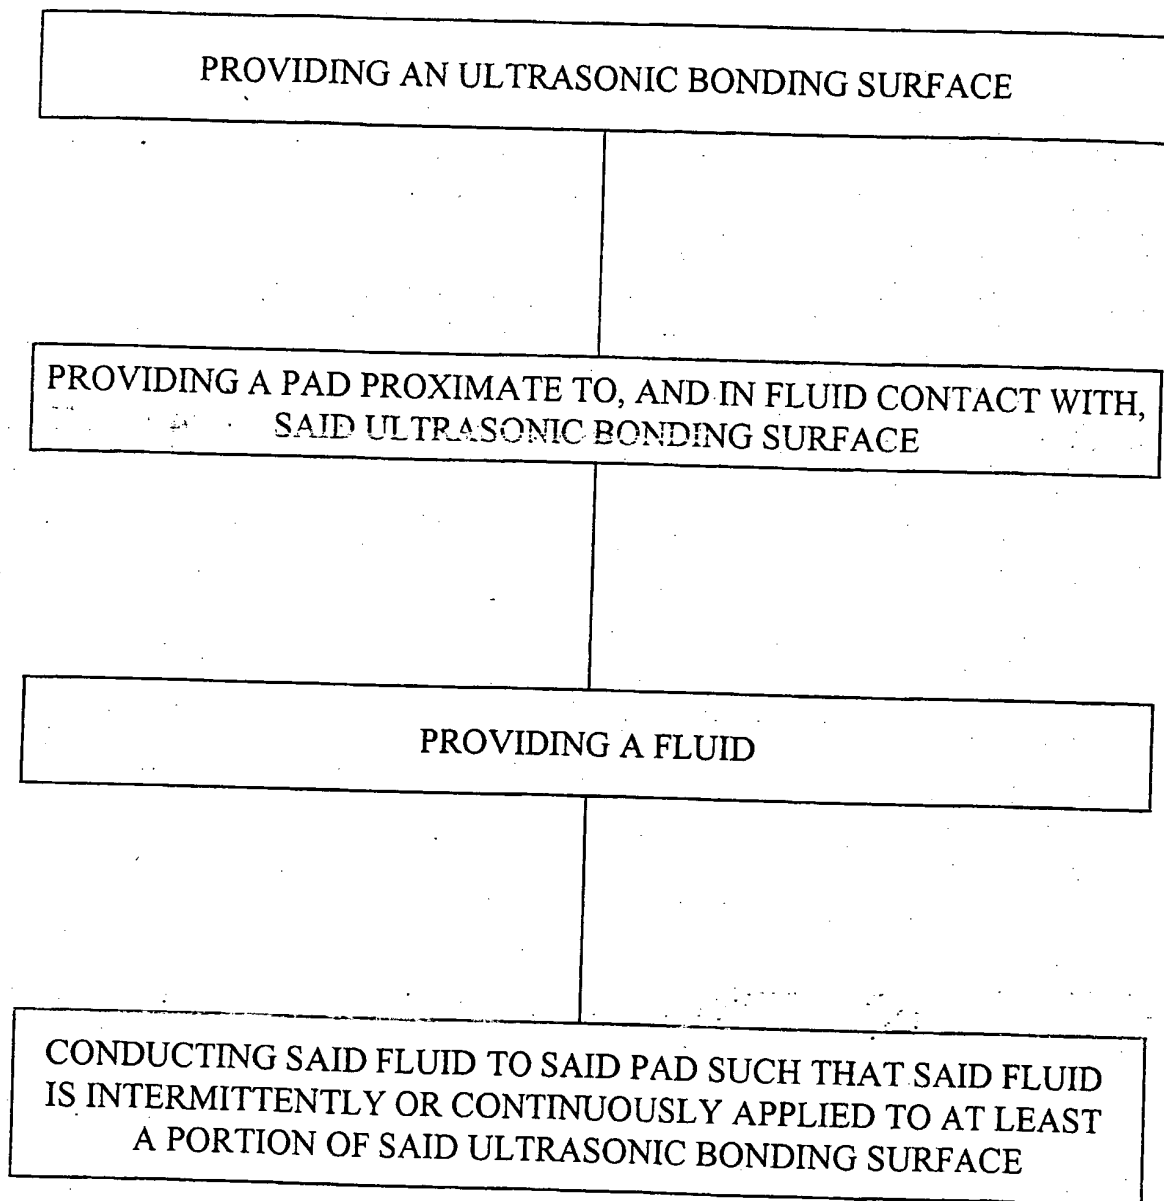 PROVIDING AN ULTRASONIC BONDING SURFACE
PROVIDING A PAD PROXIMATE TO, AND IN FLUID CONTACT WITH,
SAID ULTRASONIC BONDING SURFACE
PROVIDING A FLUID
CONDUCTING SAID FLUID TO SAID PAD SUCH THAT SAID FLUID
IS INTERMITTENTLY OR CONTINUOUSLY APPLIED TO AT LEAST
A PORTION OF SAID ULTRASONIC BONDING SURFACE